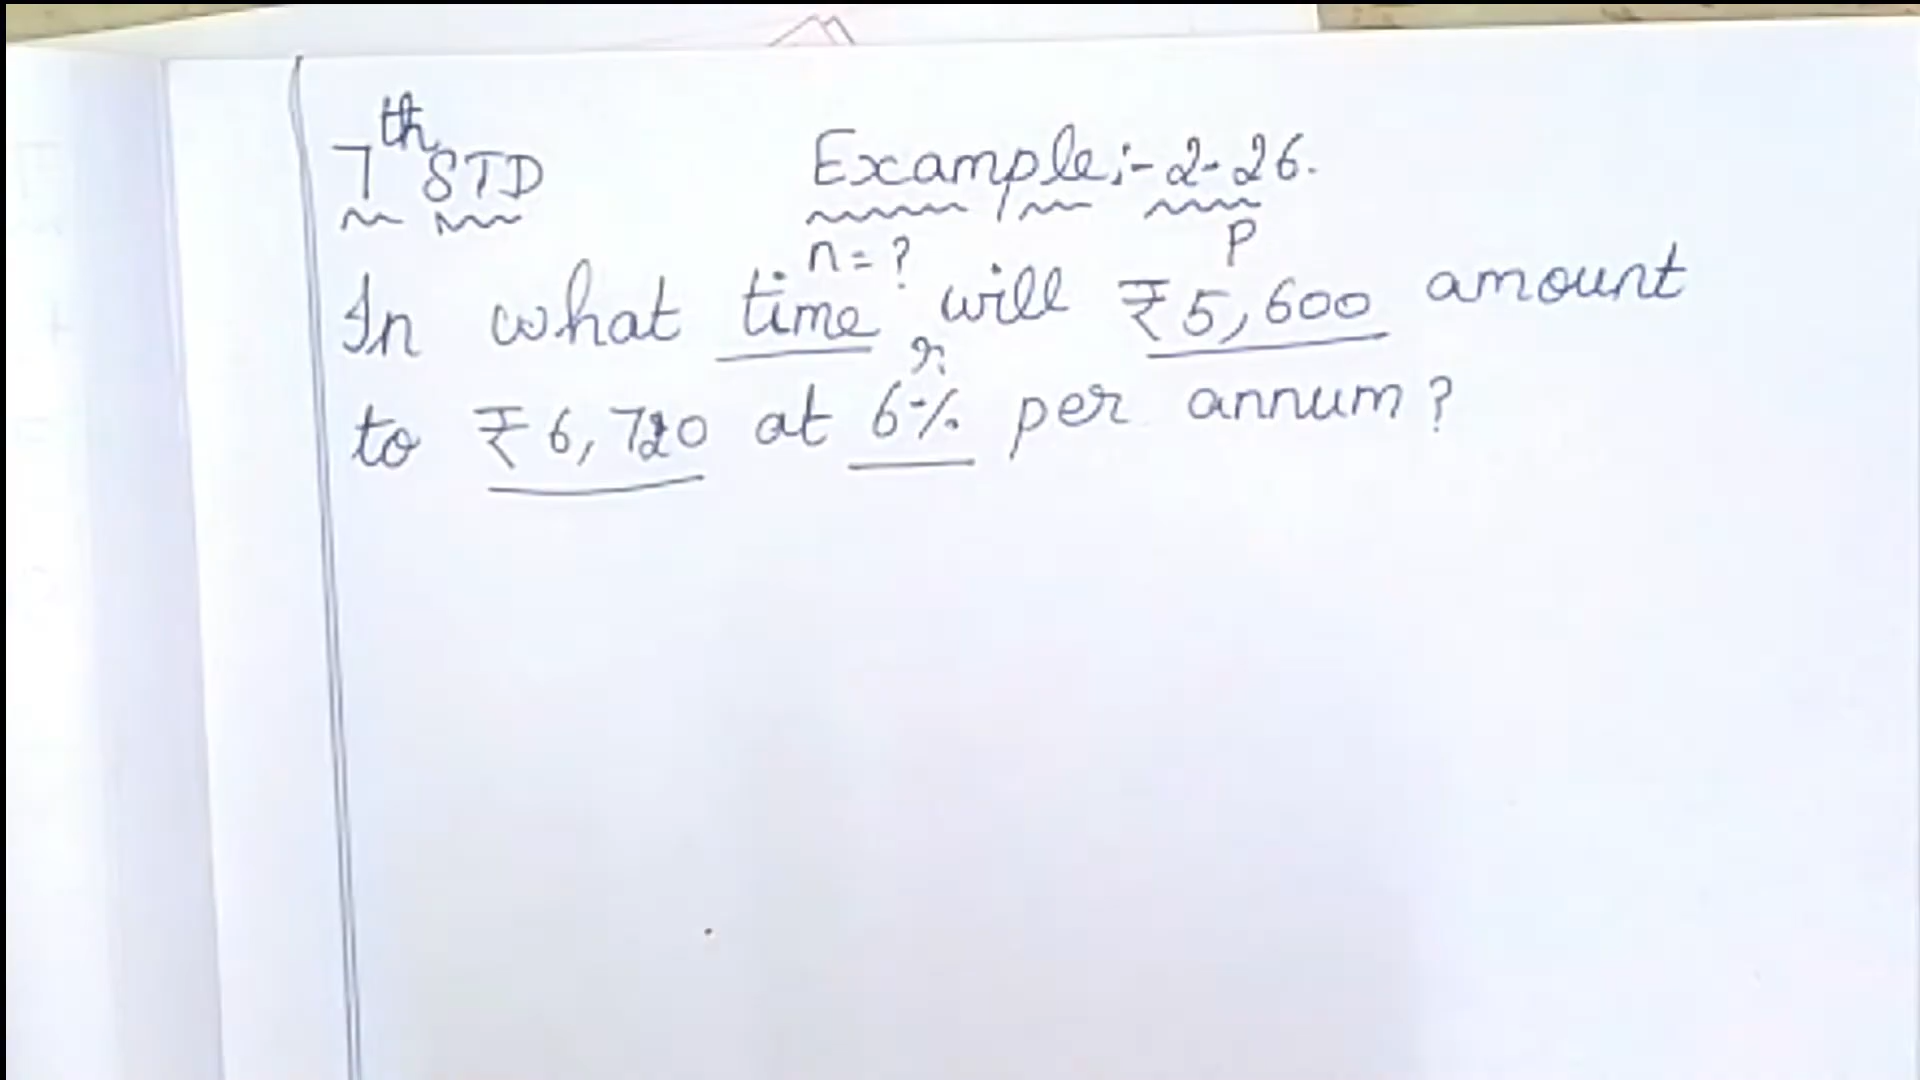 7th STD Example:- 2.26.
n=? P
In what time will ₹5,600 amount
r
to ₹6,720 at 6% per annum?